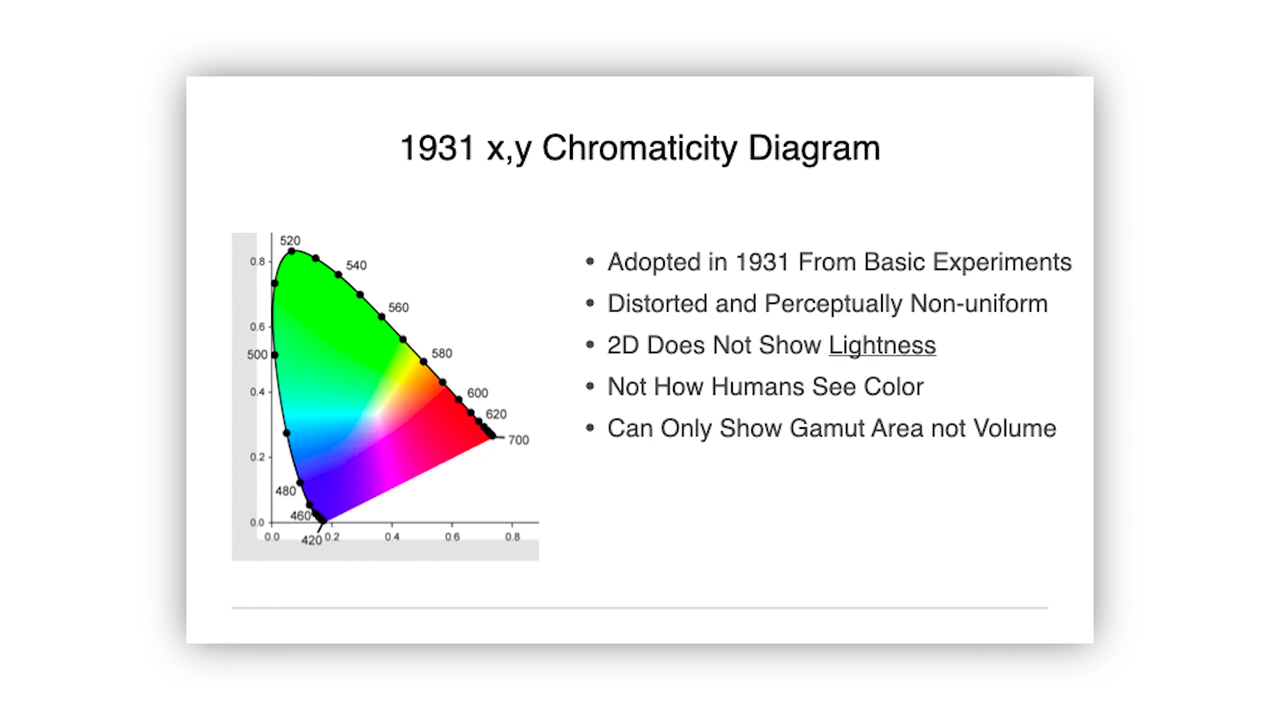 1931 x,y Chromaticity Diagram
520
0.8
540
0.6
560
500
580
0.4
600
620
700
0.2
480
460
0.0
420
0.0 0.2 0.4 0.6 0.8
• Adopted in 1931 From Basic Experiments
• Distorted and Perceptually Non-uniform
• 2D Does Not Show Lightness
• Not How Humans See Color
• Can Only Show Gamut Area not Volume